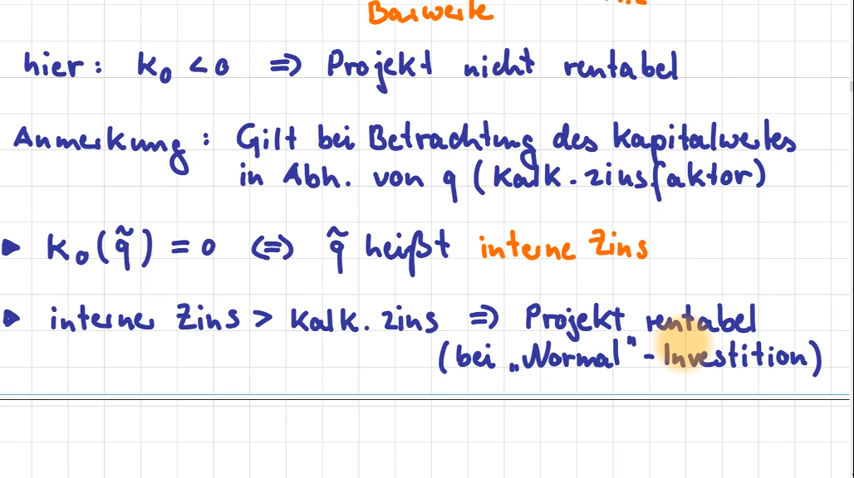 Barwerte
hier: K₀ < 0 => Projekt nicht rentabel
Anmerkung: Gilt bei Betrachtung des Kapitalwertes
in Abh. von q (Kalk.zinsfaktor)
▶ K₀(q̃) = 0 <=> q̃ heißt interne Zins
▶ interner Zins > Kalk.zins => Projekt rentabel
(bei „Normal"-Investition)